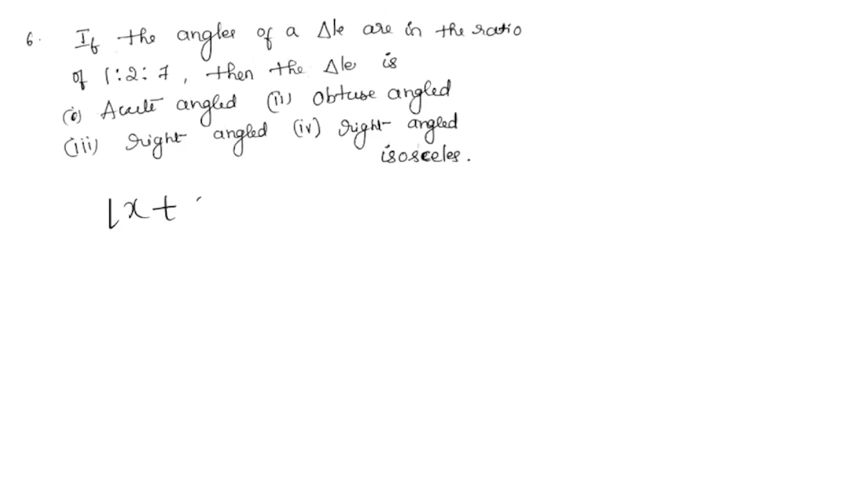 6. If the angles of a Δle are in the ratio
of 1:2:7, then the Δle is
(i) Acute angled (ii) Obtuse angled
(iii) right angled (iv) right angled
isosceles.
1x +